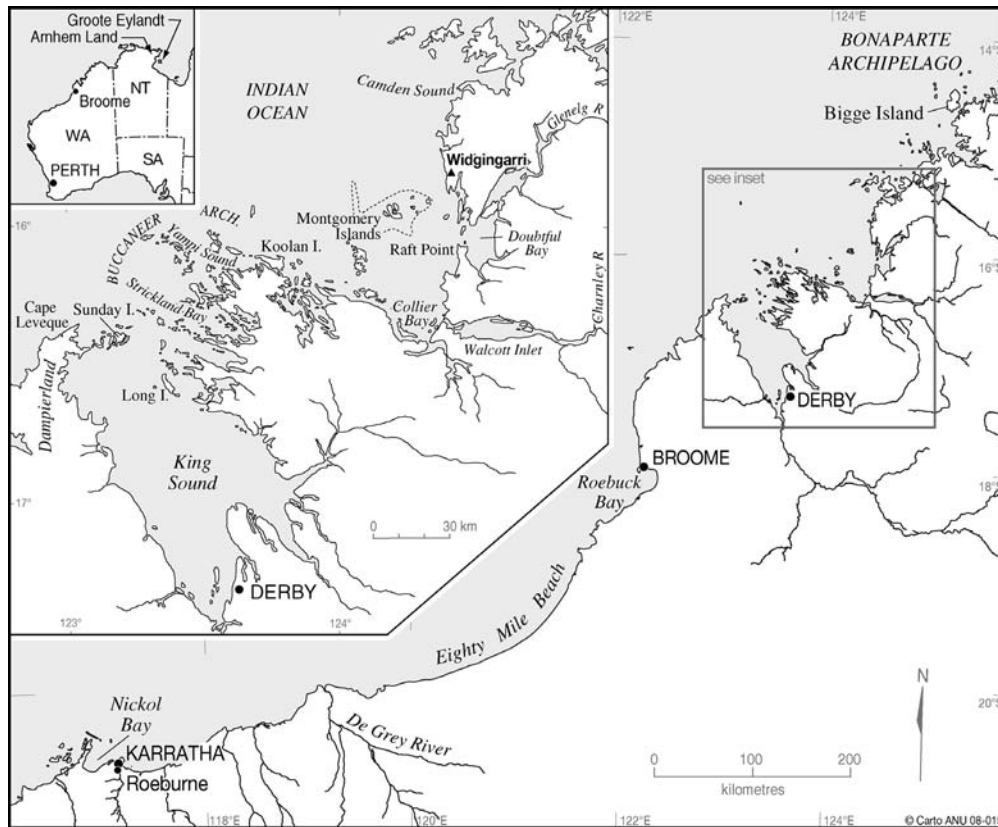 Groote Eylandt
Arnhem Land
Broome
NT
WA
SA
PERTH
INDIAN
OCEAN
Camden Sound
Glenelg R
Widgingarri
16°
BUCCANEER
ARCH.
Yampi Sound
Montgomery
Islands
Koolan I.
Raft Point
Doubtful
Bay
Charnley R
Strickland Bay
Cape
Leveque
Sunday I.
Collier
Bay
Walcott Inlet
Dampierland
Long I.
King
Sound
17°
0
30 km
DERBY
123°
124°
122°E
124°E
14°S
BONAPARTE
ARCHIPELAGO
Bigge Island
see inset
16°S
DERBY
BROOME
Roebuck
Bay
18°S
Eighty Mile Beach
N
20°S
Nickol
Bay
De Grey River
KARRATHA
Roeburne
0
100
200
kilometres
118°E
120°E
122°E
124°E